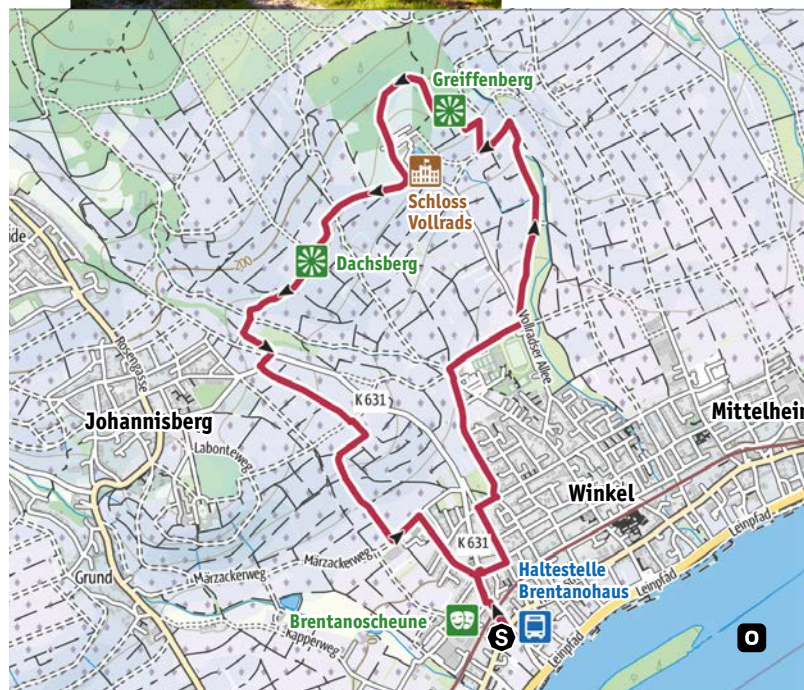 Greiffenberg
Schloss
Vollrads
Dachsberg
200
Rosengasse
Vollradser Allee
K 631
Johannisberg
Mittelheim
Labonteweg
Winkel
K 631
Leinpfad
Märzackerweg
Haltestelle
Brentanohaus
Grund
Märzackerweg
Leinpfad
Brentanoscheune
Kapperweg
S
Leinpfad
O